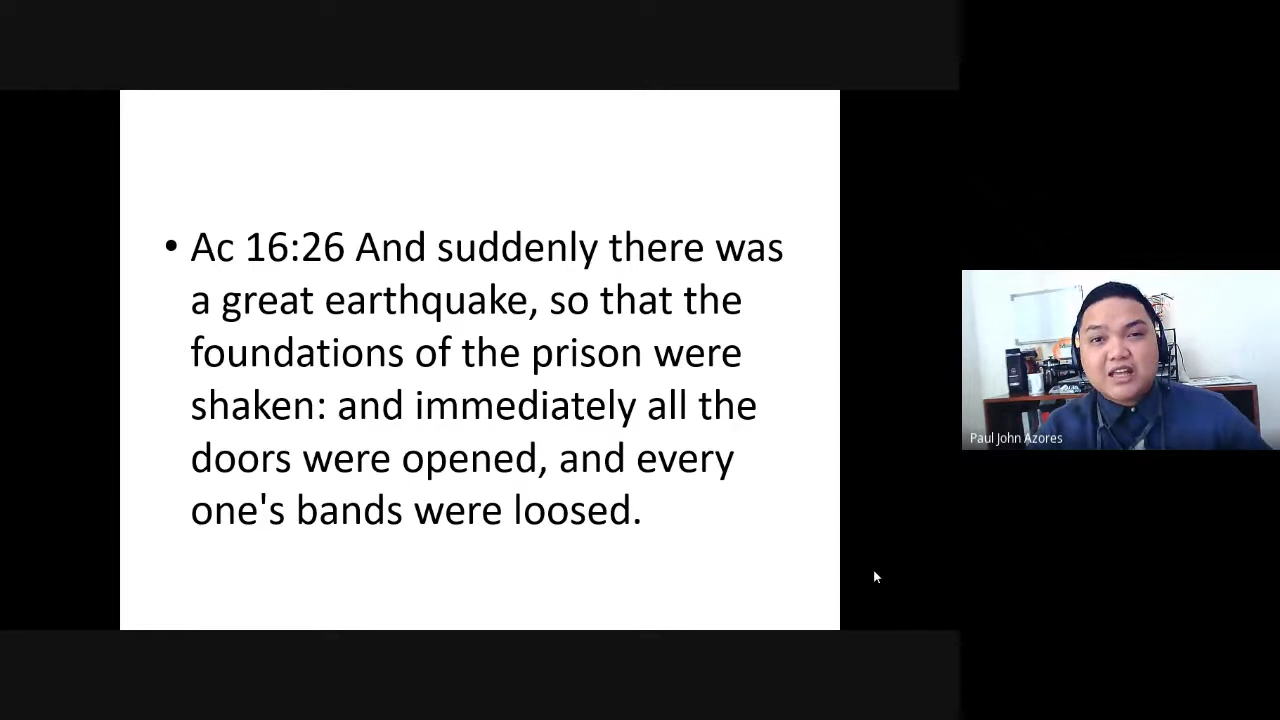 • Ac 16:26 And suddenly there was
a great earthquake, so that the
foundations of the prison were
shaken: and immediately all the
doors were opened, and every
one's bands were loosed.
Paul John Azores